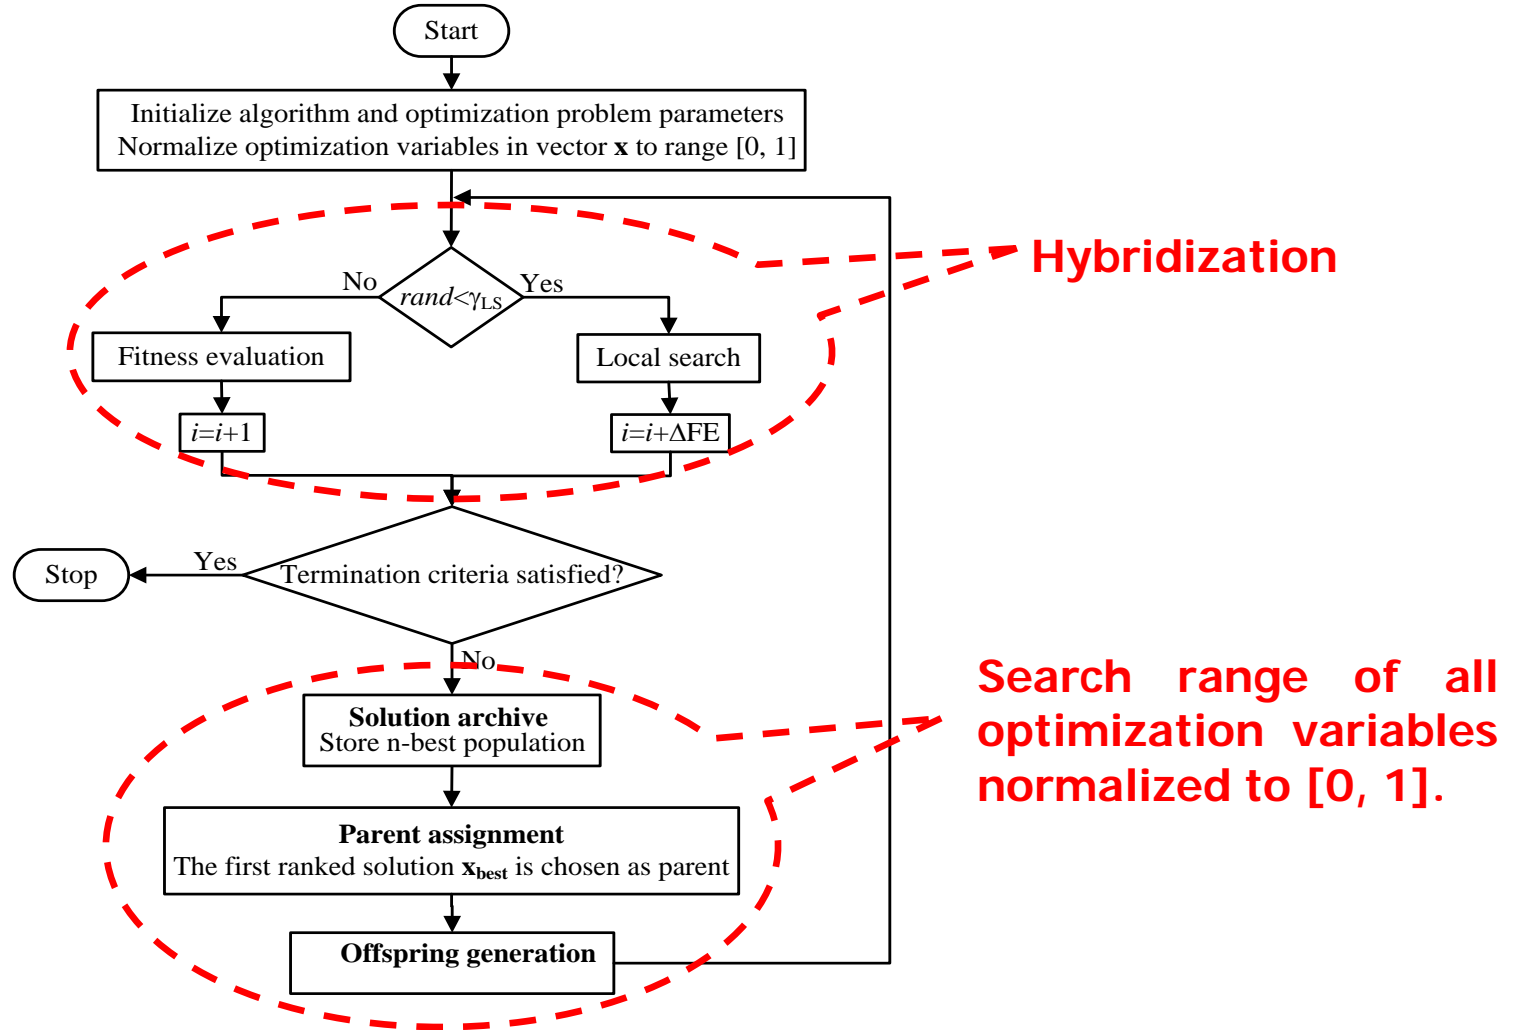 Start
Initialize algorithm and optimization problem parameters
Normalize optimization variables in vector x to range [0, 1]
Hybridization
No
rand<γLS
Yes
Fitness evaluation
Local search
i=i+1
i=i+ΔFE
Stop
Yes
Termination criteria satisfied?
No
Search range of all
optimization variables
normalized to [0, 1].
Solution archive
Store n-best population
Parent assignment
The first ranked solution xbest is chosen as parent
Offspring generation